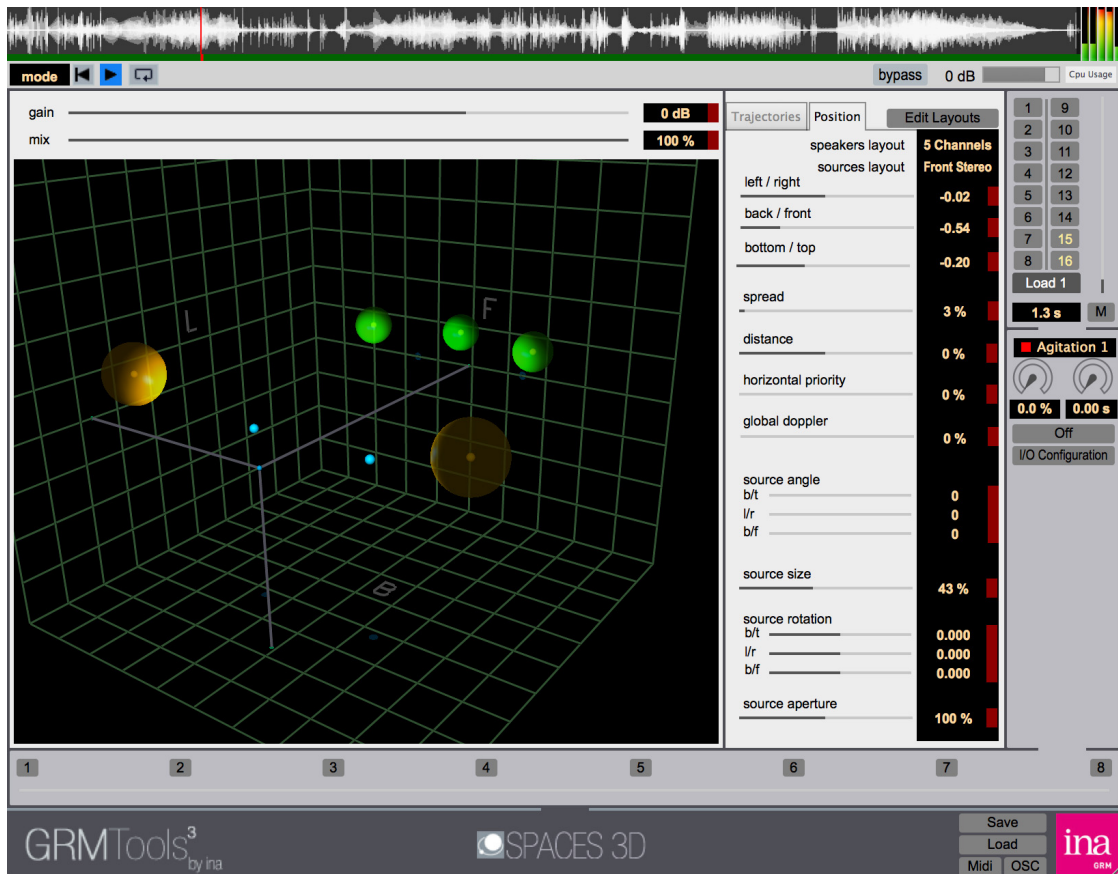 mode
bypass 0 dB Cpu Usage
gain 0 dB
mix 100 %
L
F
B
Trajectories Position Edit Layouts
speakers layout 5 Channels
sources layout Front Stereo
left / right -0.02
back / front -0.54
bottom / top -0.20
spread 3 %
distance 0 %
horizontal priority 0 %
global doppler 0 %
source angle
b/t 0
l/r 0
b/f 0
source size 43 %
source rotation
b/t 0.000
l/r 0.000
b/f 0.000
source aperture 100 %
1 9
2 10
3 11
4 12
5 13
6 14
7 15
8 16
Load 1
1.3 s M
Agitation 1
0.0 % 0.00 s
Off
I/O Configuration
1 2 3 4 5 6 7 8
GRMTools3
by ina
SPACES 3D
Save
Load
Midi OSC
ina
GRM